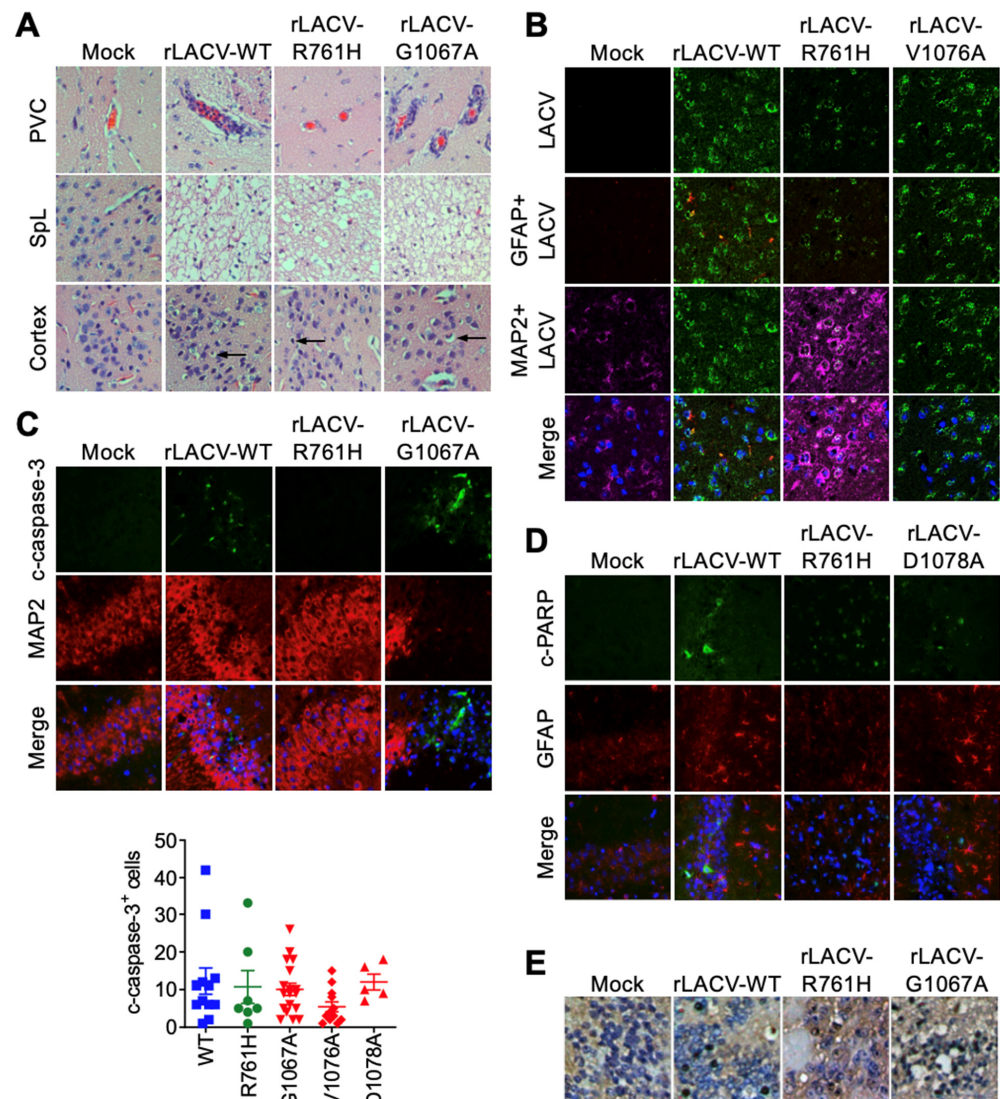 A
Mock
rLACV-WT
rLACV-
R761H
rLACV-
G1067A
PVC
SpL
Cortex
B
Mock
rLACV-WT
rLACV-
R761H
rLACV-
V1076A
LACV
GFAP+
LACV
MAP2+
LACV
Merge
C
Mock
rLACV-WT
rLACV-
R761H
rLACV-
G1067A
c-caspase-3
MAP2
Merge
c-caspase-3+ cells
50
40
30
20
10
0
WT
R761H
G1067A
V1076A
D1078A
D
Mock
rLACV-WT
rLACV-
R761H
rLACV-
D1078A
c-PARP
GFAP
Merge
E
Mock
rLACV-WT
rLACV-
R761H
rLACV-
G1067A